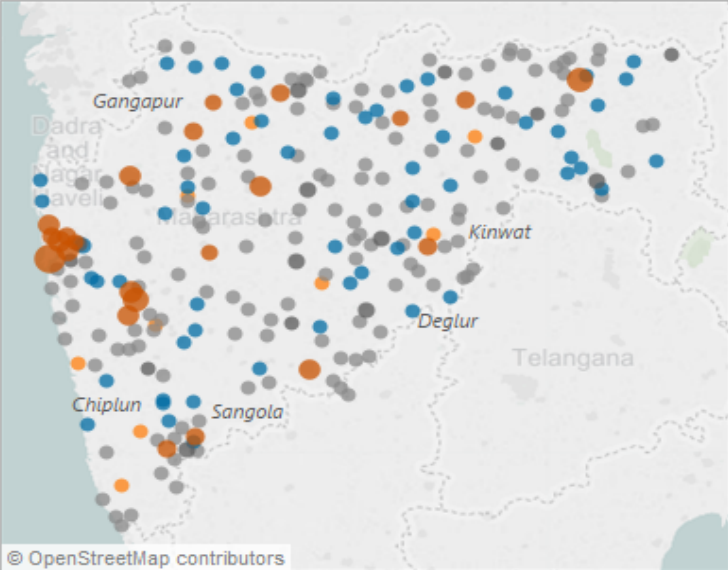 Gangapur
Dadra
and
Nagar
Haveli
Maharashtra
Kinwat
Deglur
Telangana
Chiplun
Sangola
© OpenStreetMap contributors